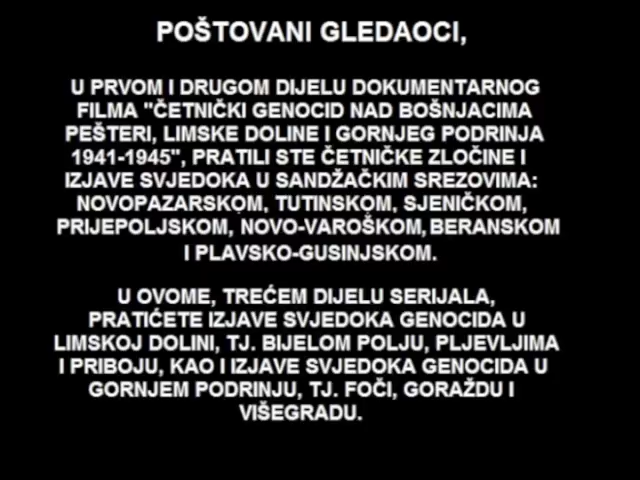 POŠTOVANI GLEDAOCI,
U PRVOM I DRUGOM DIJELU DOKUMENTARNOG
FILMA "ČETNIČKI GENOCID NAD BOŠNJACIMA
PEŠTERI, LIMSKE DOLINE I GORNJEG PODRINJA
1941-1945", PRATILI STE ČETNIČKE ZLOČINE I
IZJAVE SVJEDOKA U SANDŽAČKIM SREZOVIMA:
NOVOPAZARSKOM, TUTINSKOM, SJENIČKOM,
PRIJEPOLJSKOM, NOVO-VAROŠKOM, BERANSKOM
I PLAVSKO-GUSINJSKOM.
U OVOME, TREĆEM DIJELU SERIJALA,
PRATIĆETE IZJAVE SVJEDOKA GENOCIDA U
LIMSKOJ DOLINI, TJ. BIJELOM POLJU, PLJEVLJIMA
I PRIBOJU, KAO I IZJAVE SVJEDOKA GENOCIDA U
GORNJEM PODRINJU, TJ. FOČI, GORAŽDU I
VIŠEGRADU.